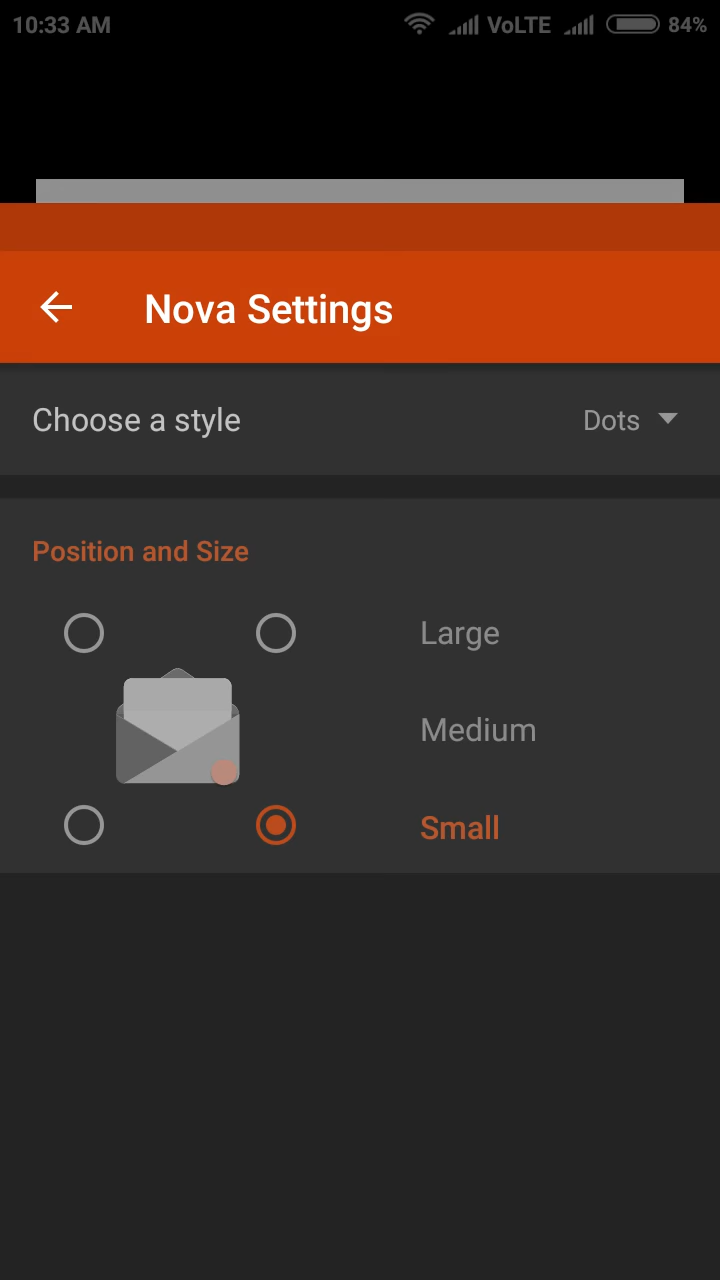 10:33 AM VoLTE 84%
Nova Settings
Choose a style Dots
Position and Size
Large
Medium
Small